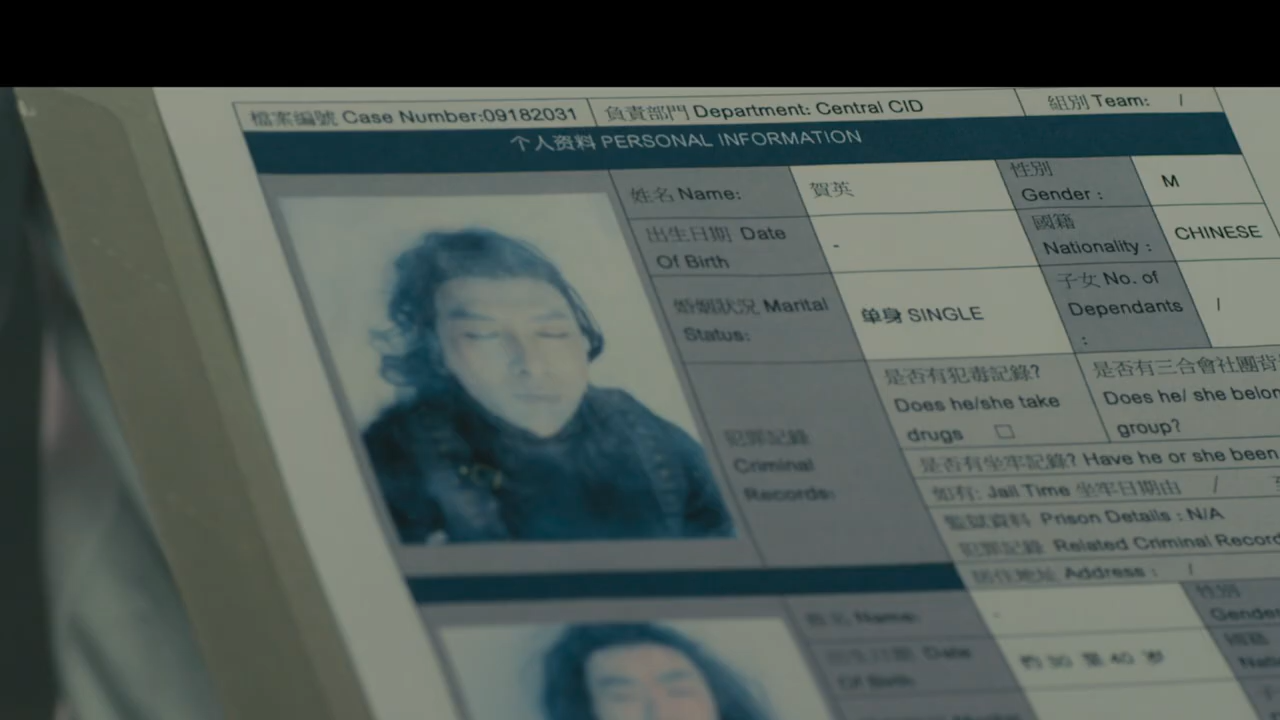 檔案編號 Case Number:09182031 負責部門 Department: Central CID 組別 Team: /
个人资料 PERSONAL INFORMATION
姓名 Name: 賀英 性別 Gender : M
出生日期 Date Of Birth - 國籍 Nationality : CHINESE
婚姻狀況 Marital Status: 单身 SINGLE 子女 No. of Dependants : /
犯罪記錄 Criminal Records:
是否有犯毒記錄?
Does he/she take
drugs □
是否有三合會社團背
Does he/ she belon
group?
是否有坐牢記錄? Have he or she been
如有: Jail Time 坐牢日期由 /
監獄資料 Prison Details : N/A
犯罪記錄 Related Criminal Record
居住地址 Address : /
姓名 Name: - 性別 Gender
出生日期 Date Of Birth 約 30 至 40 岁